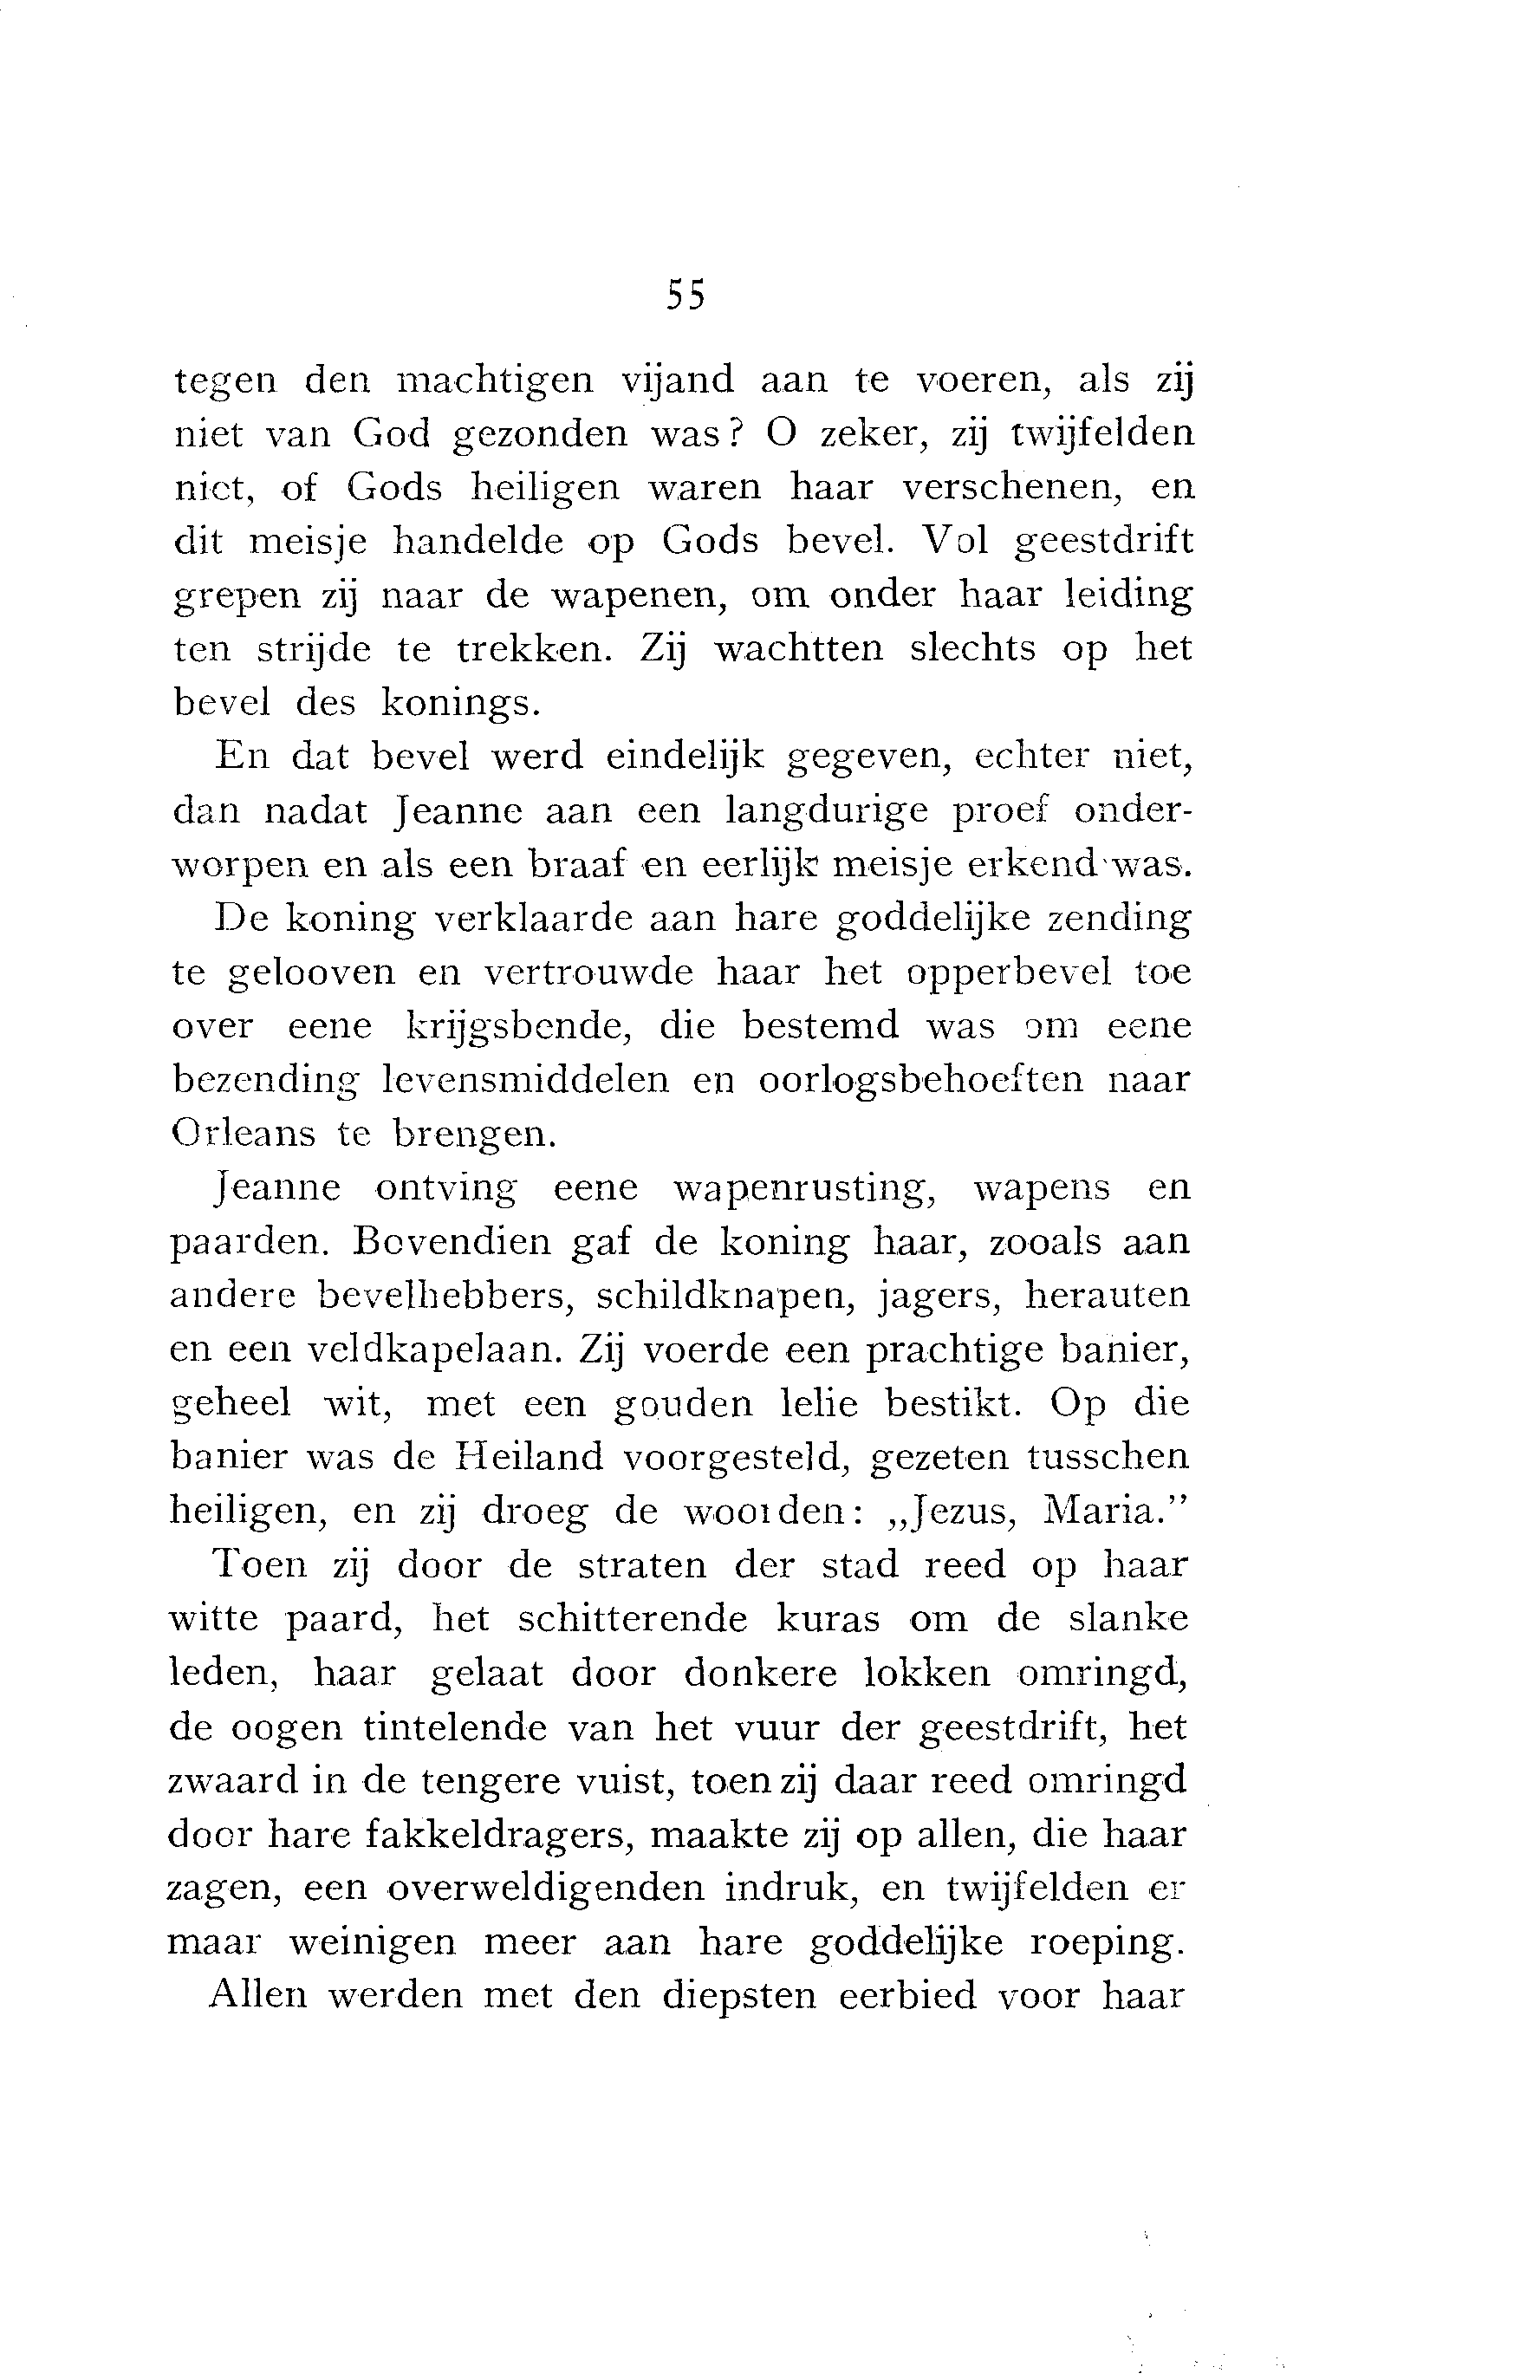 55
tegen den machtigen vijand aan te voeren, als zij
niet van God gezonden was? O zeker, zij twijfelden
niet, of Gods heiligen waren haar verschenen, en
dit meisje handelde op Gods bevel. Vol geestdrift
grepen zij naar de wapenen, om onder haar leiding
ten strijde te trekken. Zij wachtten slechts op het
bevel des konings.
En dat bevel werd eindelijk gegeven, echter niet,
dan nadat Jeanne aan een langdurige proef onder-
worpen en als een braaf en eerlijk meisje erkend was.
De koning verklaarde aan hare goddelijke zending
te gelooven en vertrouwde haar het opperbevel toe
over eene krijgsbende, die bestemd was om eene
bezending levensmiddelen en oorlogsbehoeften naar
Orleans te brengen.
Jeanne ontving eene wapenrusting, wapens en
paarden. Bovendien gaf de koning haar, zooals aan
andere bevelhebbers, schildknapen, jagers, herauten
en een veldkapelaan. Zij voerde een prachtige banier,
geheel wit, met een gouden lelie bestikt. Op die
banier was de Heiland voorgesteld, gezeten tusschen
heiligen, en zij droeg de woorden: „Jezus, Maria.”
Toen zij door de straten der stad reed op haar
witte paard, het schitterende kuras om de slanke
leden, haar gelaat door donkere lokken omringd,
de oogen tintelende van het vuur der geestdrift, het
zwaard in de tengere vuist, toen zij daar reed omringd
door hare fakkeldragers, maakte zij op allen, die haar
zagen, een overweldigenden indruk, en twijfelden er
maar weinigen meer aan hare goddelijke roeping.
Allen werden met den diepsten eerbied voor haar